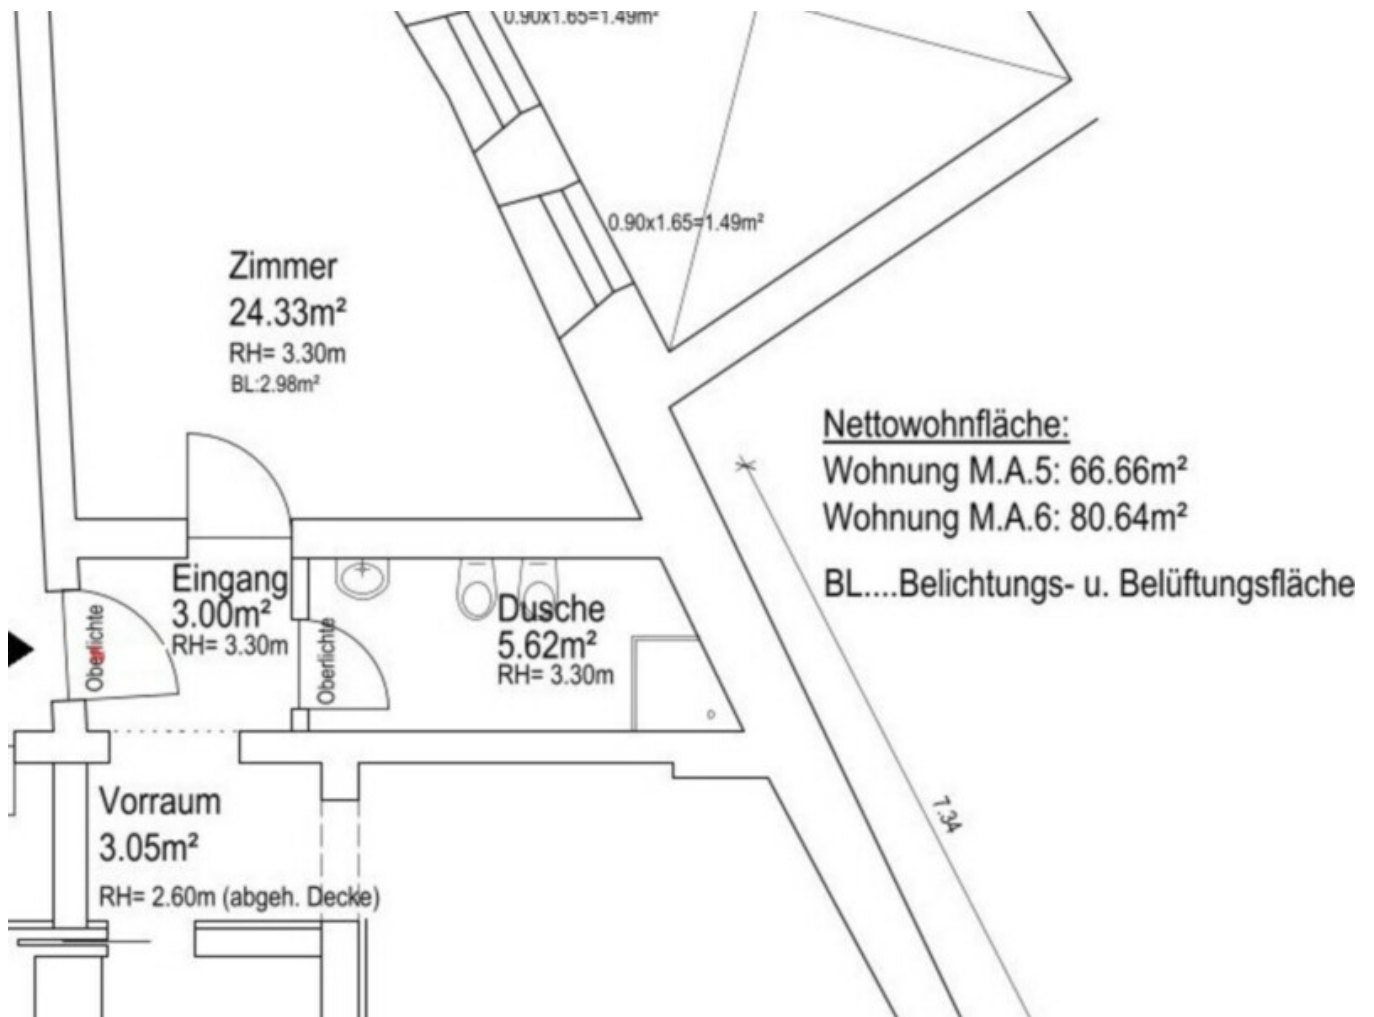 0.90x1.65=1.49m²
0.90x1.65=1.49m²
Zimmer
24.33m²
RH= 3.30m
BL:2.98m²
Nettowohnfläche:
Wohnung M.A.5: 66.66m²
Wohnung M.A.6: 80.64m²
BL....Belichtungs- u. Belüftungsfläche
Eingang
3.00m²
RH= 3.30m
Oberlichte
Oberlichte
Dusche
5.62m²
RH= 3.30m
Vorraum
3.05m²
RH= 2.60m (abgeh. Decke)
7.34